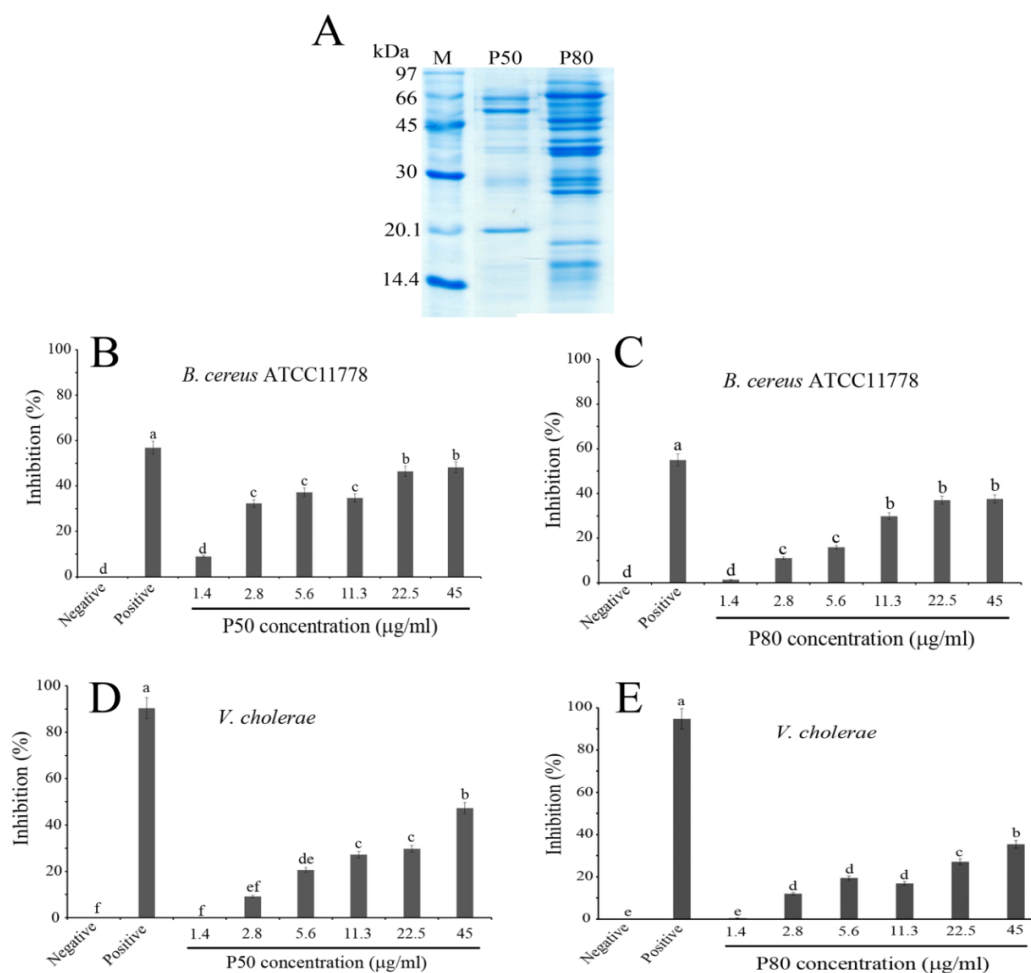 A
kDa M P50 P80
97
66
45
30
20.1
14.4
B
B. cereus ATCC11778
Inhibition (%)
100
80
60
40
20
0
d a d c c c b b
Negative Positive 1.4 2.8 5.6 11.3 22.5 45
P50 concentration (μg/ml)
C
B. cereus ATCC11778
Inhibition (%)
100
80
60
40
20
0
d a d c c b b b
Negative Positive 1.4 2.8 5.6 11.3 22.5 45
P80 concentration (μg/ml)
D
V. cholerae
Inhibition (%)
100
80
60
40
20
0
f a f ef de c c b
Negative Positive 1.4 2.8 5.6 11.3 22.5 45
P50 concentration (μg/ml)
E
V. cholerae
Inhibition (%)
100
80
60
40
20
0
e a e d d d c b
Negative Positive 1.4 2.8 5.6 11.3 22.5 45
P80 concentration (μg/ml)